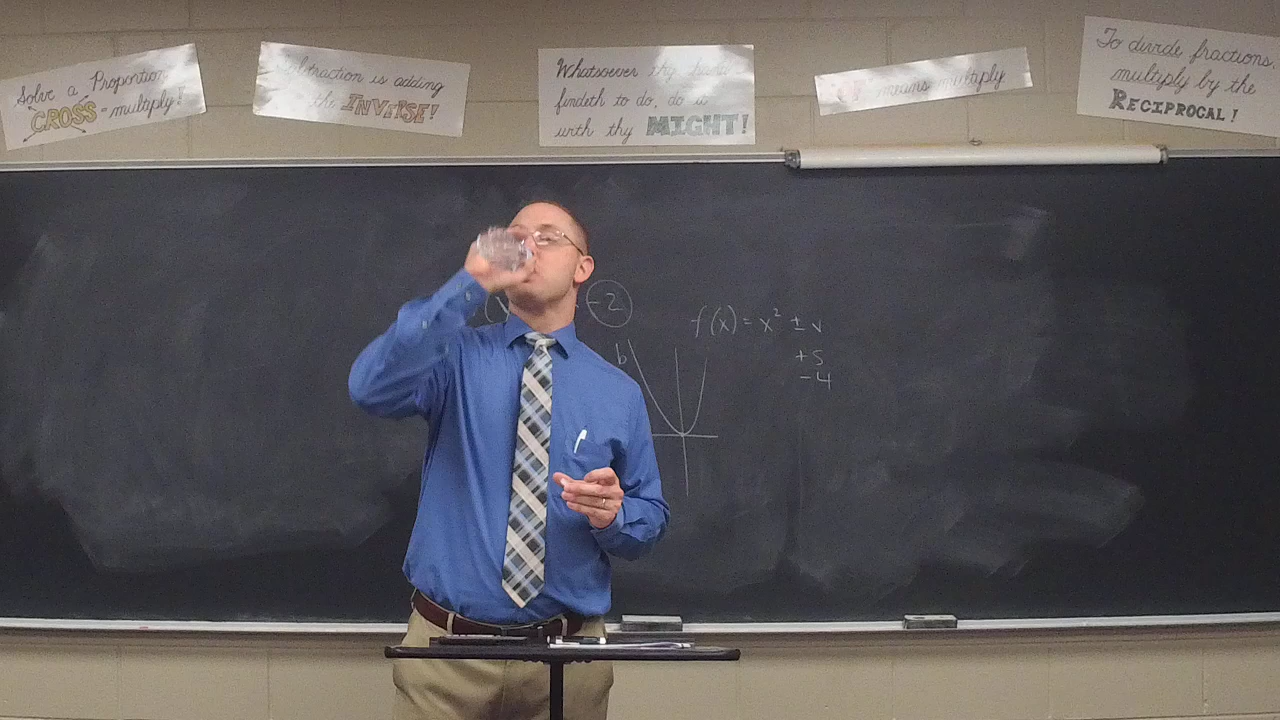 Solve a Proportion
CROSS - multiply!
Subtraction is adding
the INVERSE!
Whatsoever thy hand
findeth to do, do it
with thy MIGHT!
OF means multiply
To divide fractions,
multiply by the
RECIPROCAL!
-2
f(x) = x² ± v
+5
-4
b